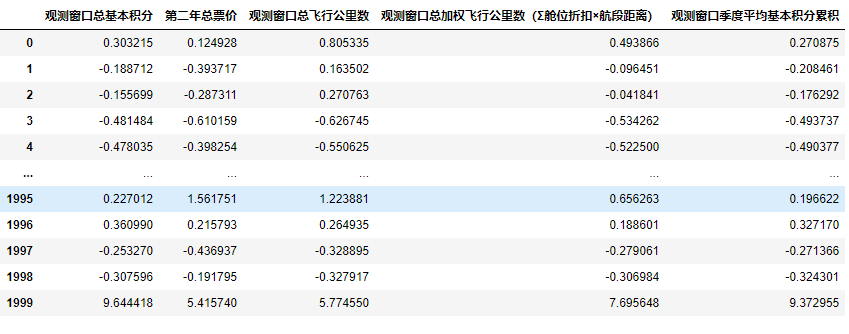 观测窗口总基本积分 第二年总票价 观测窗口总飞行公里数 观测窗口总加权飞行公里数（Σ舱位折扣×航段距离） 观测窗口季度平均基本积分累积
0 0.303215 0.124928 0.805335 0.493866 0.270875
1 -0.188712 -0.393717 0.163502 -0.096451 -0.208461
2 -0.155699 -0.287311 0.270763 -0.041841 -0.176292
3 -0.481484 -0.610159 -0.626745 -0.534262 -0.493737
4 -0.478035 -0.398254 -0.550625 -0.522500 -0.490377
... ... ... ... ... ...
1995 0.227012 1.561751 1.223881 0.656263 0.196622
1996 0.360990 0.215793 0.264935 0.188601 0.327170
1997 -0.253270 -0.436937 -0.328895 -0.279061 -0.271366
1998 -0.307596 -0.191795 -0.327917 -0.306984 -0.324301
1999 9.644418 5.415740 5.774550 7.695648 9.372955